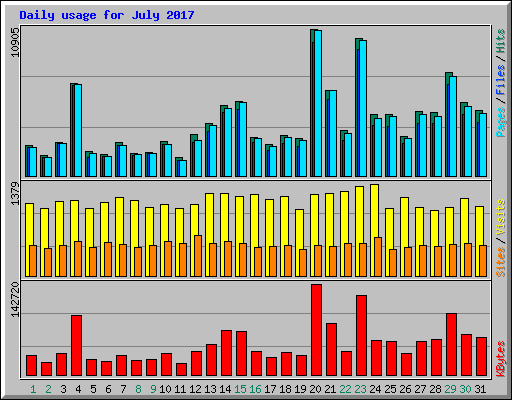 Daily usage for July 2017
10905
Pages/Files/Hits
1379
Sites/Visits
142720
KBytes
1 2 3 4 5 6 7 8 9 10 11 12 13 14 15 16 17 18 19 20 21 22 23 24 25 26 27 28 29 30 31